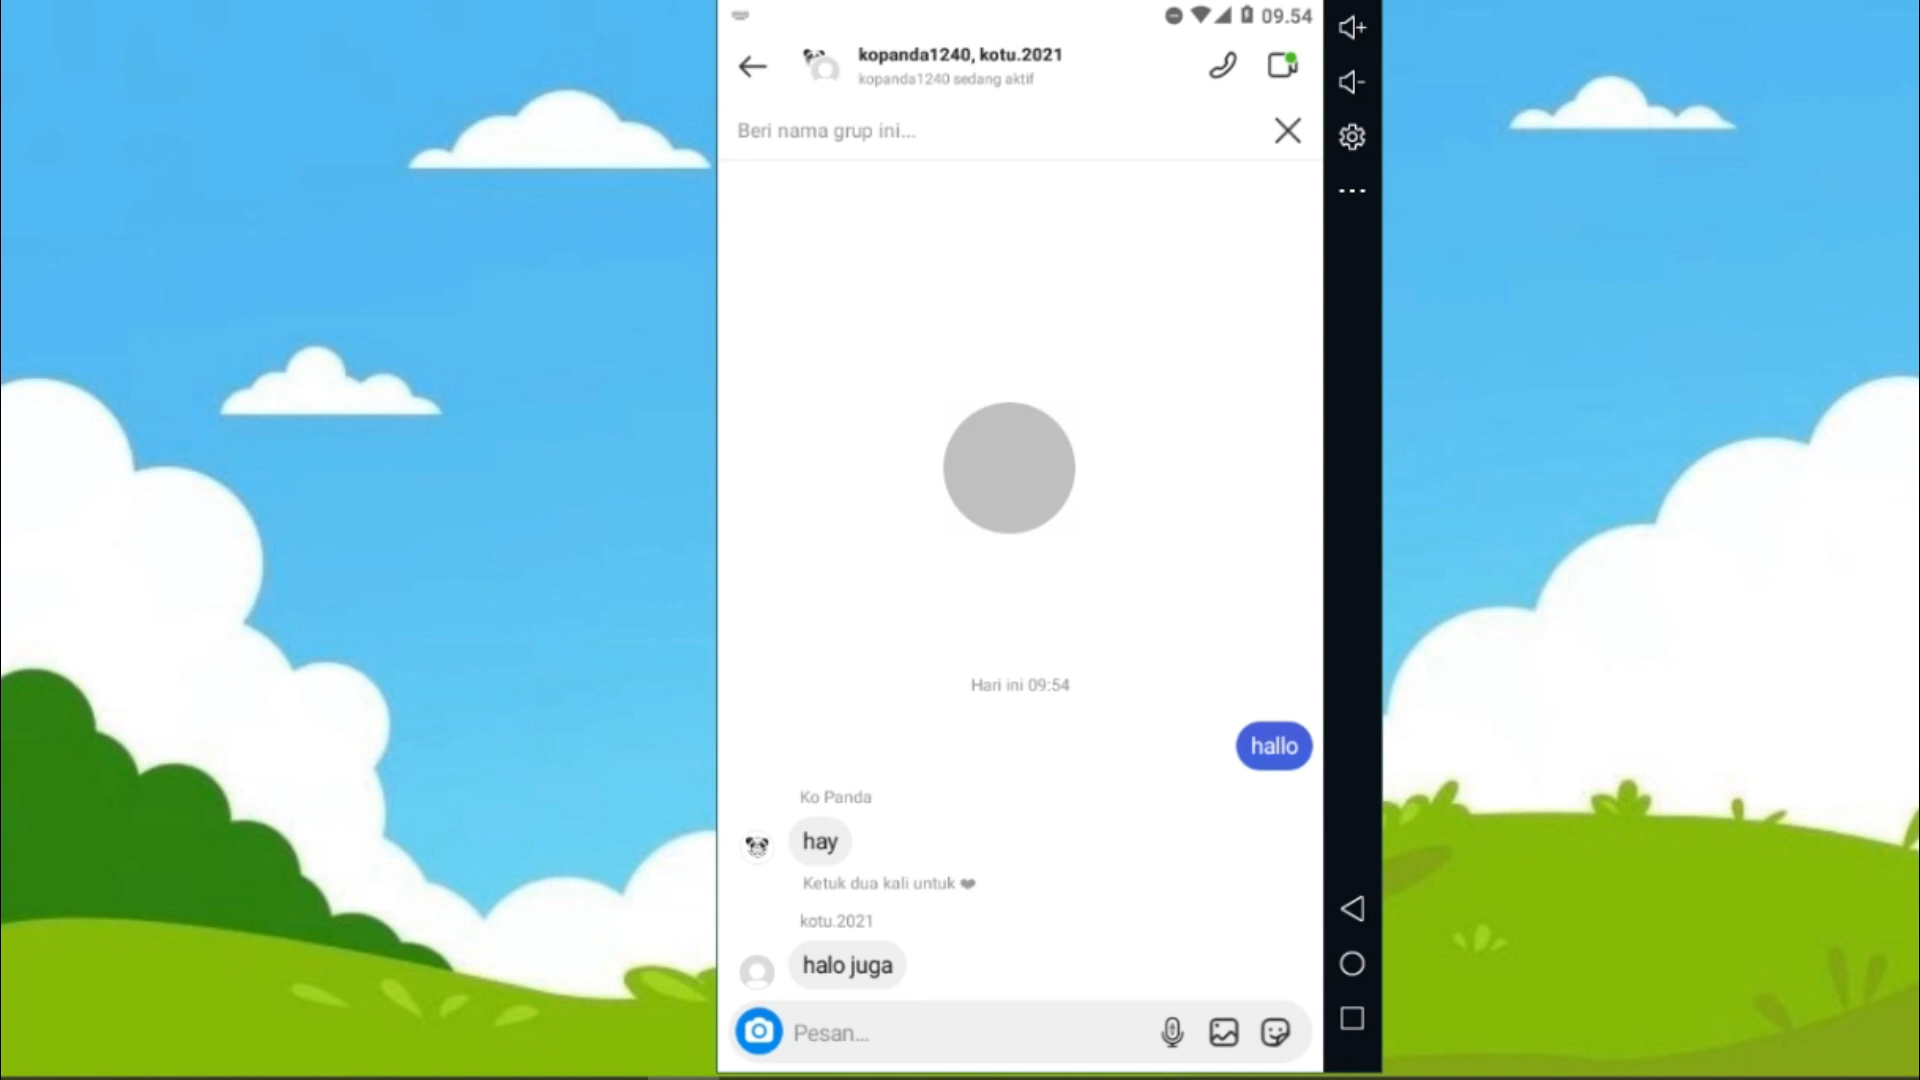 09.54
kopanda1240, kotu.2021
kopanda1240 sedang aktif
Beri nama grup ini...
Hari ini 09:54
hallo
Ko Panda
hay
Ketuk dua kali untuk ❤
kotu.2021
halo juga
Pesan...